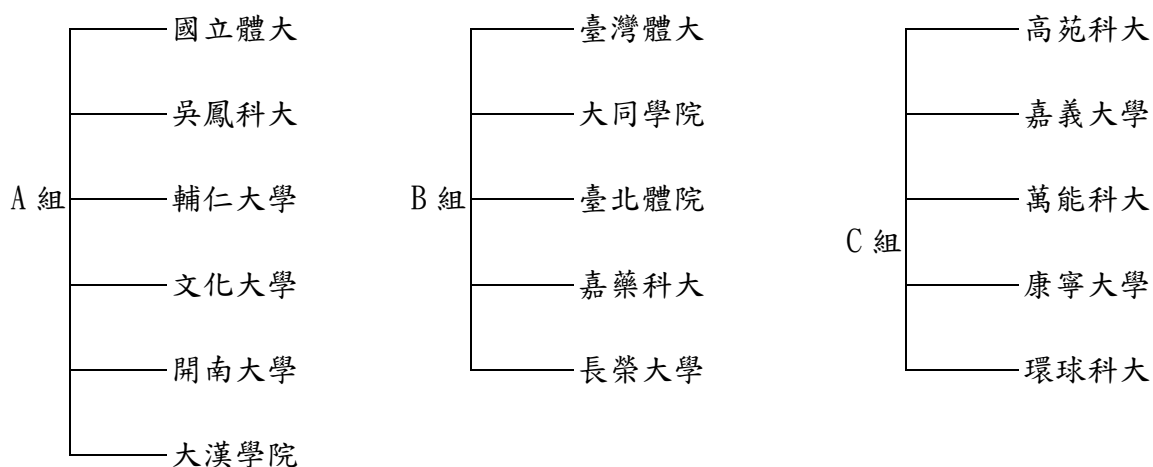 A 組
國立體大
吳鳳科大
輔仁大學
文化大學
開南大學
大漢學院
B 組
臺灣體大
大同學院
臺北體院
嘉藥科大
長榮大學
C 組
高苑科大
嘉義大學
萬能科大
康寧大學
環球科大